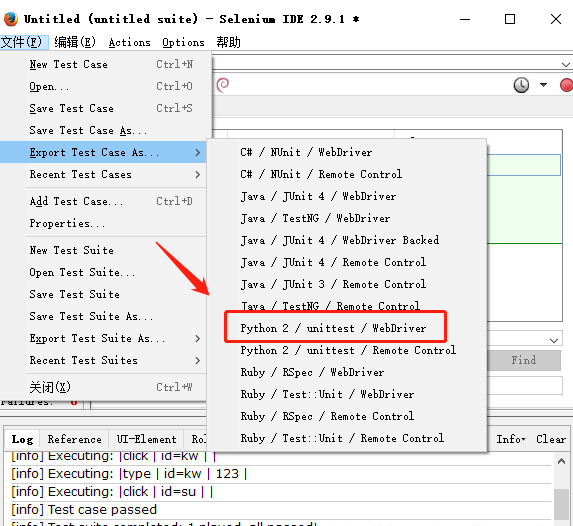 Untitled (untitled suite) - Selenium IDE 2.9.1 *
文件(F) 编辑(E) Actions Options 帮助
New Test Case Ctrl+N
Open... Ctrl+O
Save Test Case Ctrl+S
Save Test Case As...
Export Test Case As...
Recent Test Cases
Add Test Case... Ctrl+D
Properties...
New Test Suite
Open Test Suite...
Save Test Suite
Save Test Suite As...
Export Test Suite As...
Recent Test Suites
关闭(X) Ctrl+W
C# / NUnit / WebDriver
C# / NUnit / Remote Control
Java / JUnit 4 / WebDriver
Java / TestNG / WebDriver
Java / JUnit 4 / WebDriver Backed
Java / JUnit 4 / Remote Control
Java / JUnit 3 / Remote Control
Java / TestNG / Remote Control
Python 2 / unittest / WebDriver
Python 2 / unittest / Remote Control
Ruby / RSpec / WebDriver
Ruby / Test::Unit / WebDriver
Ruby / RSpec / Remote Control
Ruby / Test::Unit / Remote Control
Find
Failures: 0
Log Reference UI-Element Info Clear
[info] Executing: |click | id=kw | |
[info] Executing: |type | id=kw | 123 |
[info] Executing: |click | id=su | |
[info] Test case passed
[info] Test suite completed: 1 played, all passed!